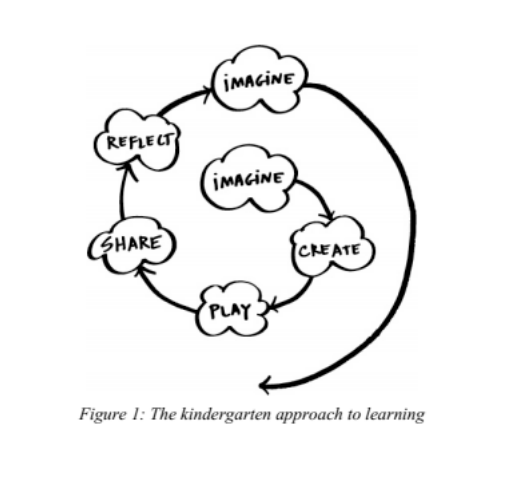 IMAGINE
REFLECT
IMAGINE
SHARE
CREATE
PLAY
Figure 1: The kindergarten approach to learning